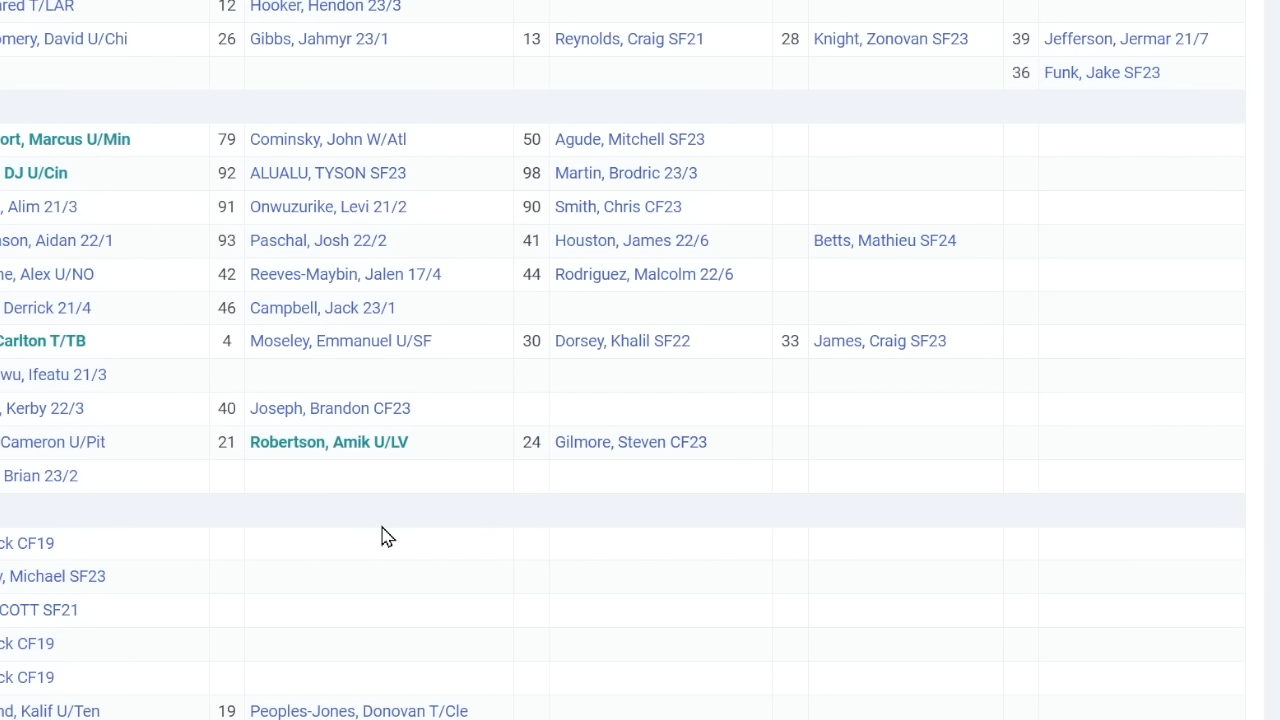 ared T/LAR 12 Hooker, Hendon 23/3
omery, David U/Chi 26 Gibbs, Jahmyr 23/1 13 Reynolds, Craig SF21 28 Knight, Zonovan SF23 39 Jefferson, Jermar 21/7
36 Funk, Jake SF23
ort, Marcus U/Min 79 Cominsky, John W/Atl 50 Agude, Mitchell SF23
DJ U/Cin 92 ALUALU, TYSON SF23 98 Martin, Brodric 23/3
, Alim 21/3 91 Onwuzurike, Levi 21/2 90 Smith, Chris CF23
nson, Aidan 22/1 93 Paschal, Josh 22/2 41 Houston, James 22/6 Betts, Mathieu SF24
ne, Alex U/NO 42 Reeves-Maybin, Jalen 17/4 44 Rodriguez, Malcolm 22/6
Derrick 21/4 46 Campbell, Jack 23/1
Carlton T/TB 4 Moseley, Emmanuel U/SF 30 Dorsey, Khalil SF22 33 James, Craig SF23
wu, Ifeatu 21/3
, Kerby 22/3 40 Joseph, Brandon CF23
Cameron U/Pit 21 Robertson, Amik U/LV 24 Gilmore, Steven CF23
Brian 23/2
ck CF19
y, Michael SF23
COTT SF21
ck CF19
ck CF19
nd, Kalif U/Ten 19 Peoples-Jones, Donovan T/Cle